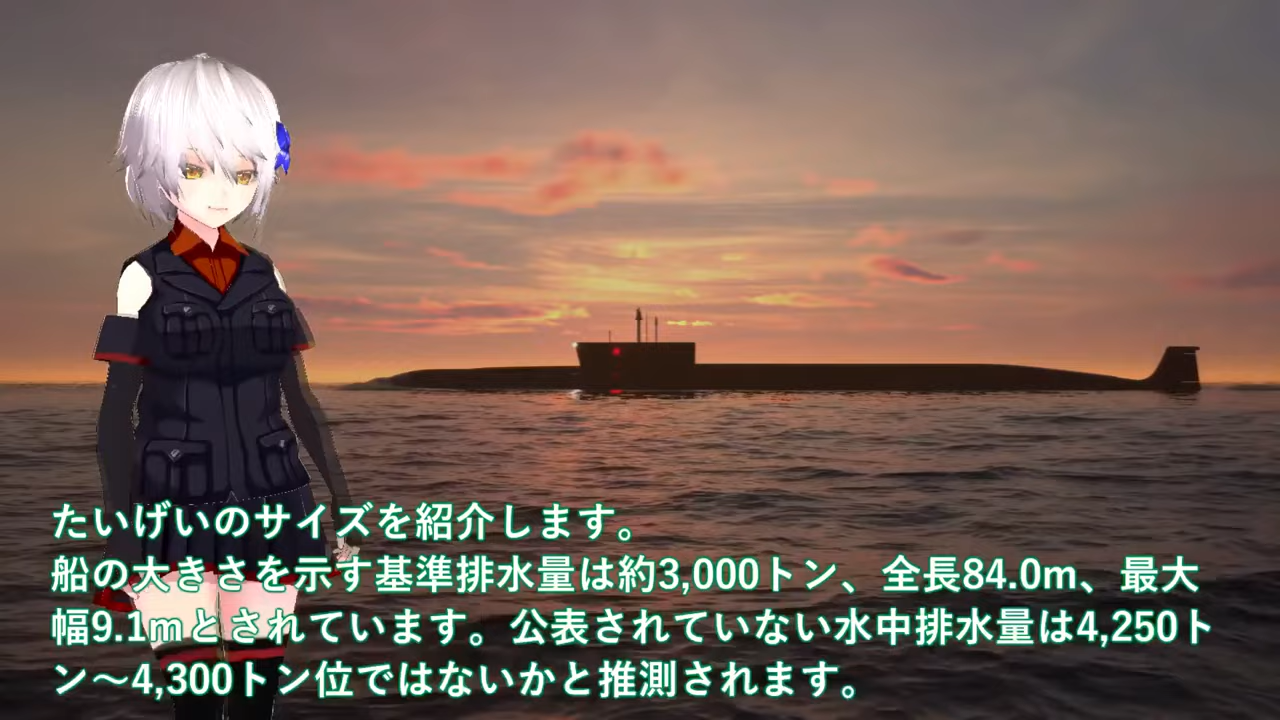 たいげいのサイズを紹介します。
船の大きさを示す基準排水量は約3,000トン、全長84.0m、最大
幅9.1mとされています。公表されていない水中排水量は4,250ト
ン～4,300トン位ではないかと推測されます。